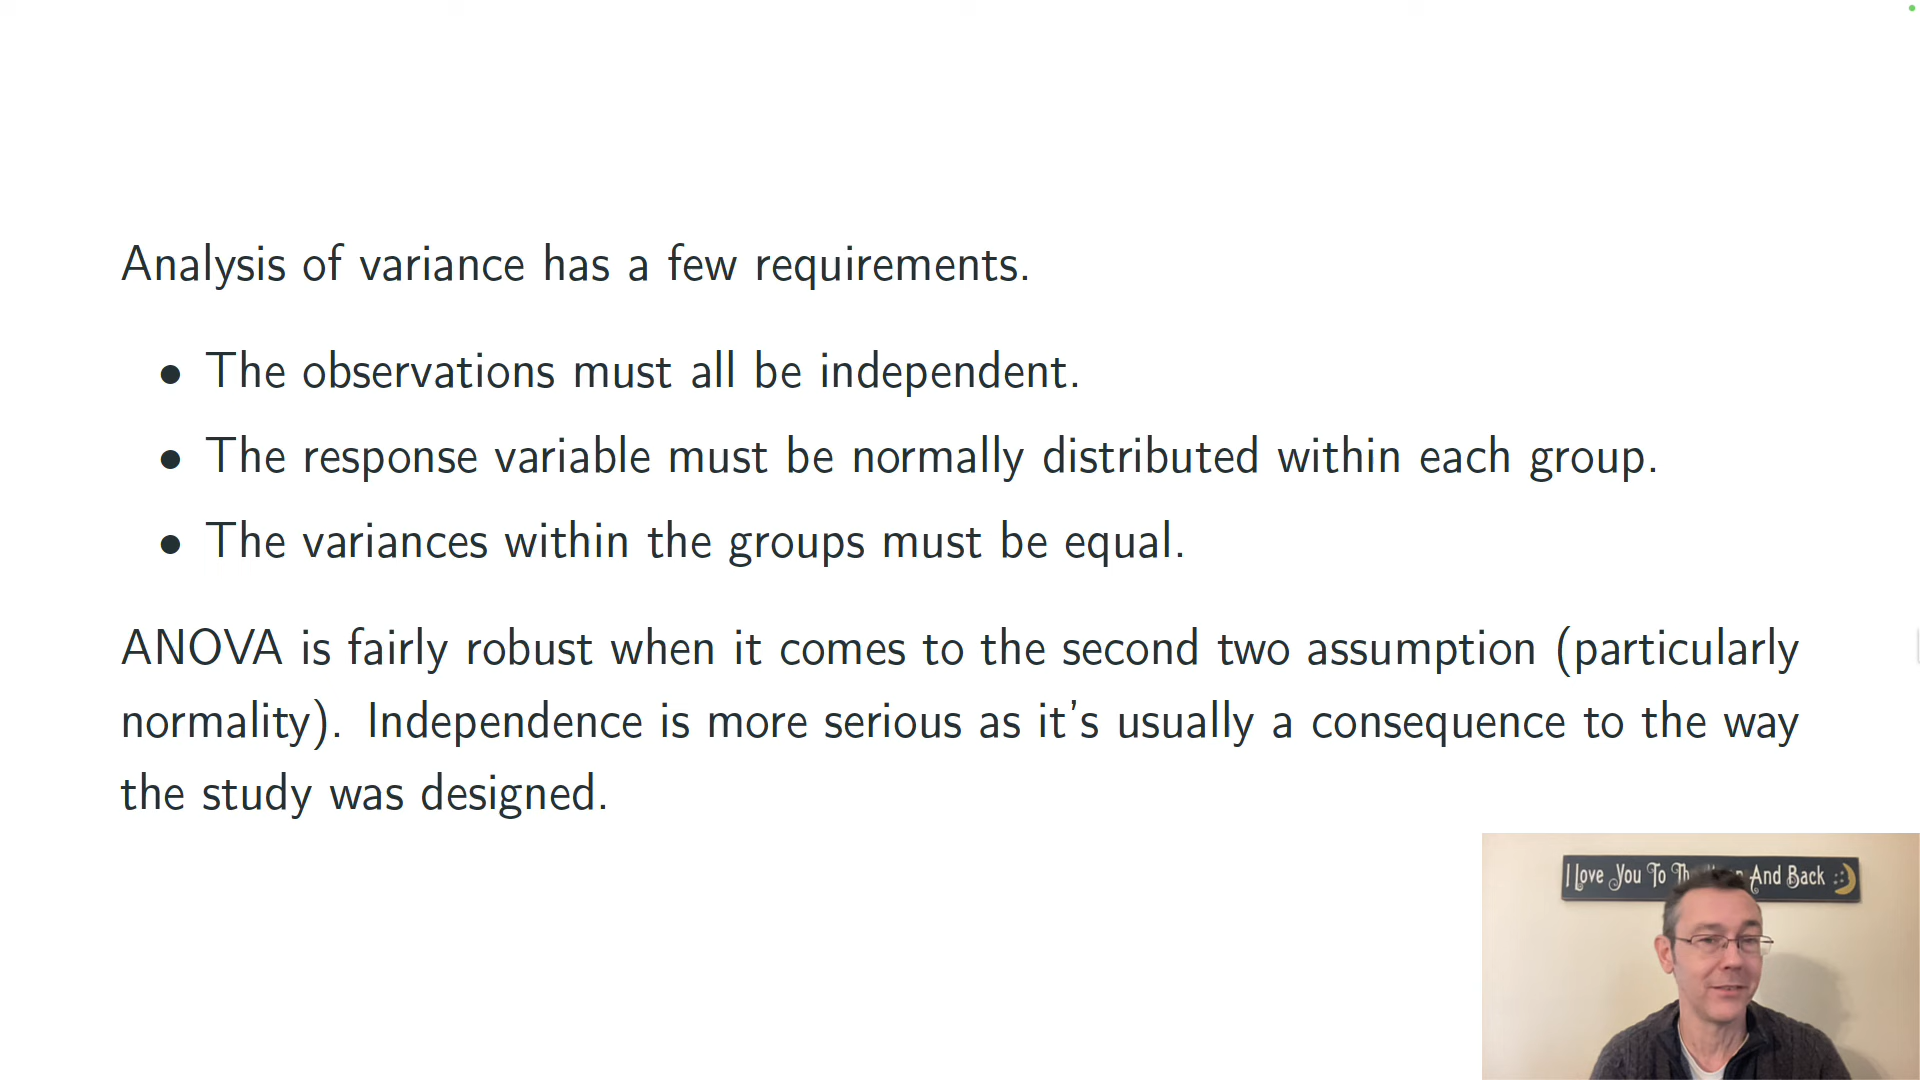 Analysis of variance has a few requirements.
• The observations must all be independent.
• The response variable must be normally distributed within each group.
• The variances within the groups must be equal.
ANOVA is fairly robust when it comes to the second two assumption (particularly
normality). Independence is more serious as it's usually a consequence to the way
the study was designed.
I Love You To And Back